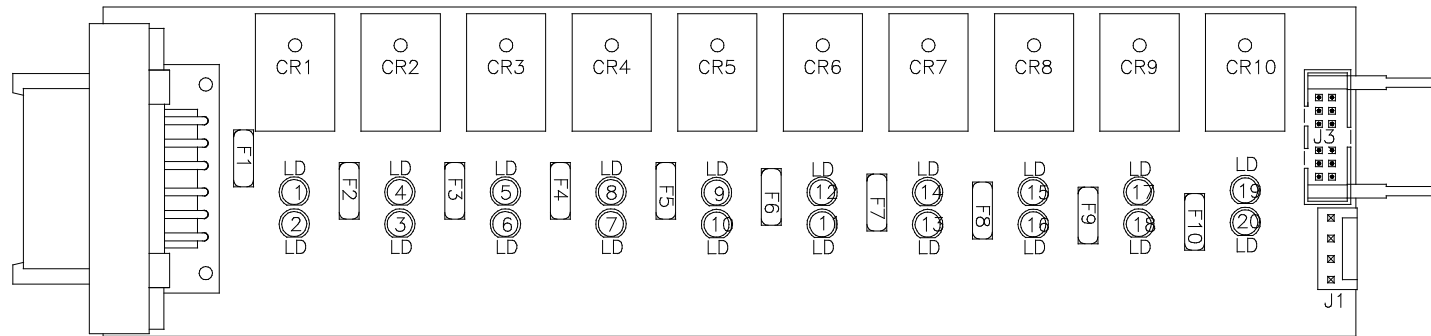 CR1 CR2 CR3 CR4 CR5 CR6 CR7 CR8 CR9 CR10
J3
F1
LD LD LD LD LD LD LD LD LD LD
F2 F3 F4 F5 F6 F7 F8 F9 F10
1 4 5 8 9 12 14 15 17 19
2 3 6 7 10 11 13 16 18 20
LD LD LD LD LD LD LD LD LD LD
J1